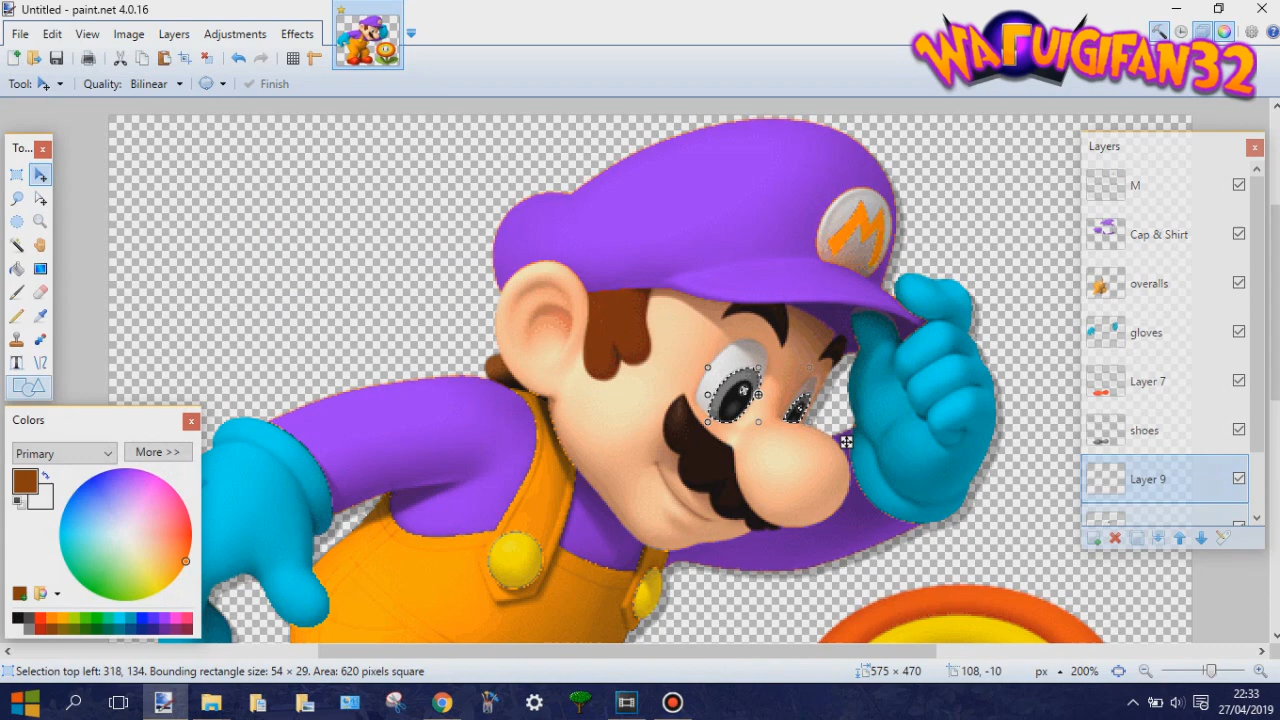 Untitled - paint.net 4.0.16
File Edit View Image Layers Adjustments Effects
WAΓUIGIFAN32
Tool: Quality: Bilinear Finish
To...
Layers
M
M
Cap & Shirt
overalls
gloves
Layer 7
shoes
Layer 9
Colors
Primary More >>
Selection top left: 318, 134. Bounding rectangle size: 54 × 29. Area: 620 pixels square 575 × 470 108, -10 px 200%
22:33
27/04/2019